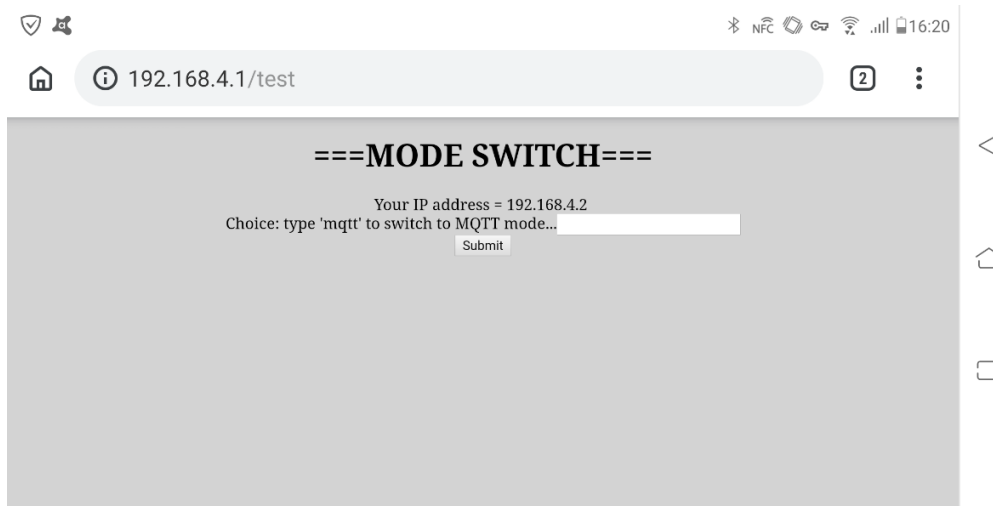 NFC 16:20
192.168.4.1/test 2
===MODE SWITCH===
Your IP address = 192.168.4.2
Choice: type 'mqtt' to switch to MQTT mode...
Submit